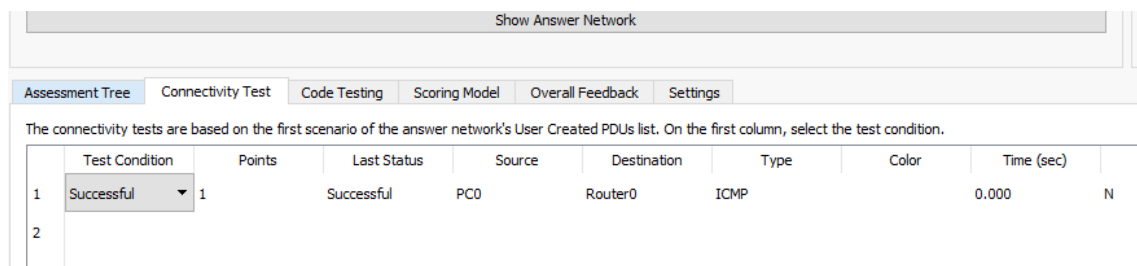 Show Answer Network
Assessment Tree Connectivity Test Code Testing Scoring Model Overall Feedback Settings
The connectivity tests are based on the first scenario of the answer network's User Created PDUs list. On the first column, select the test condition.
Test Condition Points Last Status Source Destination Type Color Time (sec)
1 Successful 1 Successful PC0 Router0 ICMP 0.000 N
2